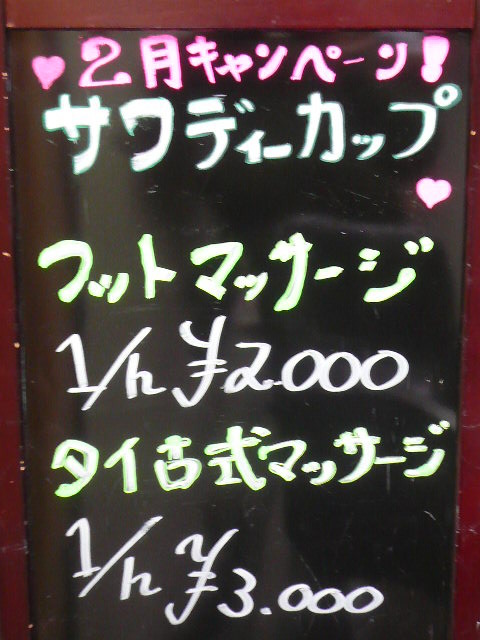 ♥2月キャンペーン!
サワディーカップ
♥
フットマッサージ
1/h ¥2.000
タイ古式マッサージ
1/h ¥3.000